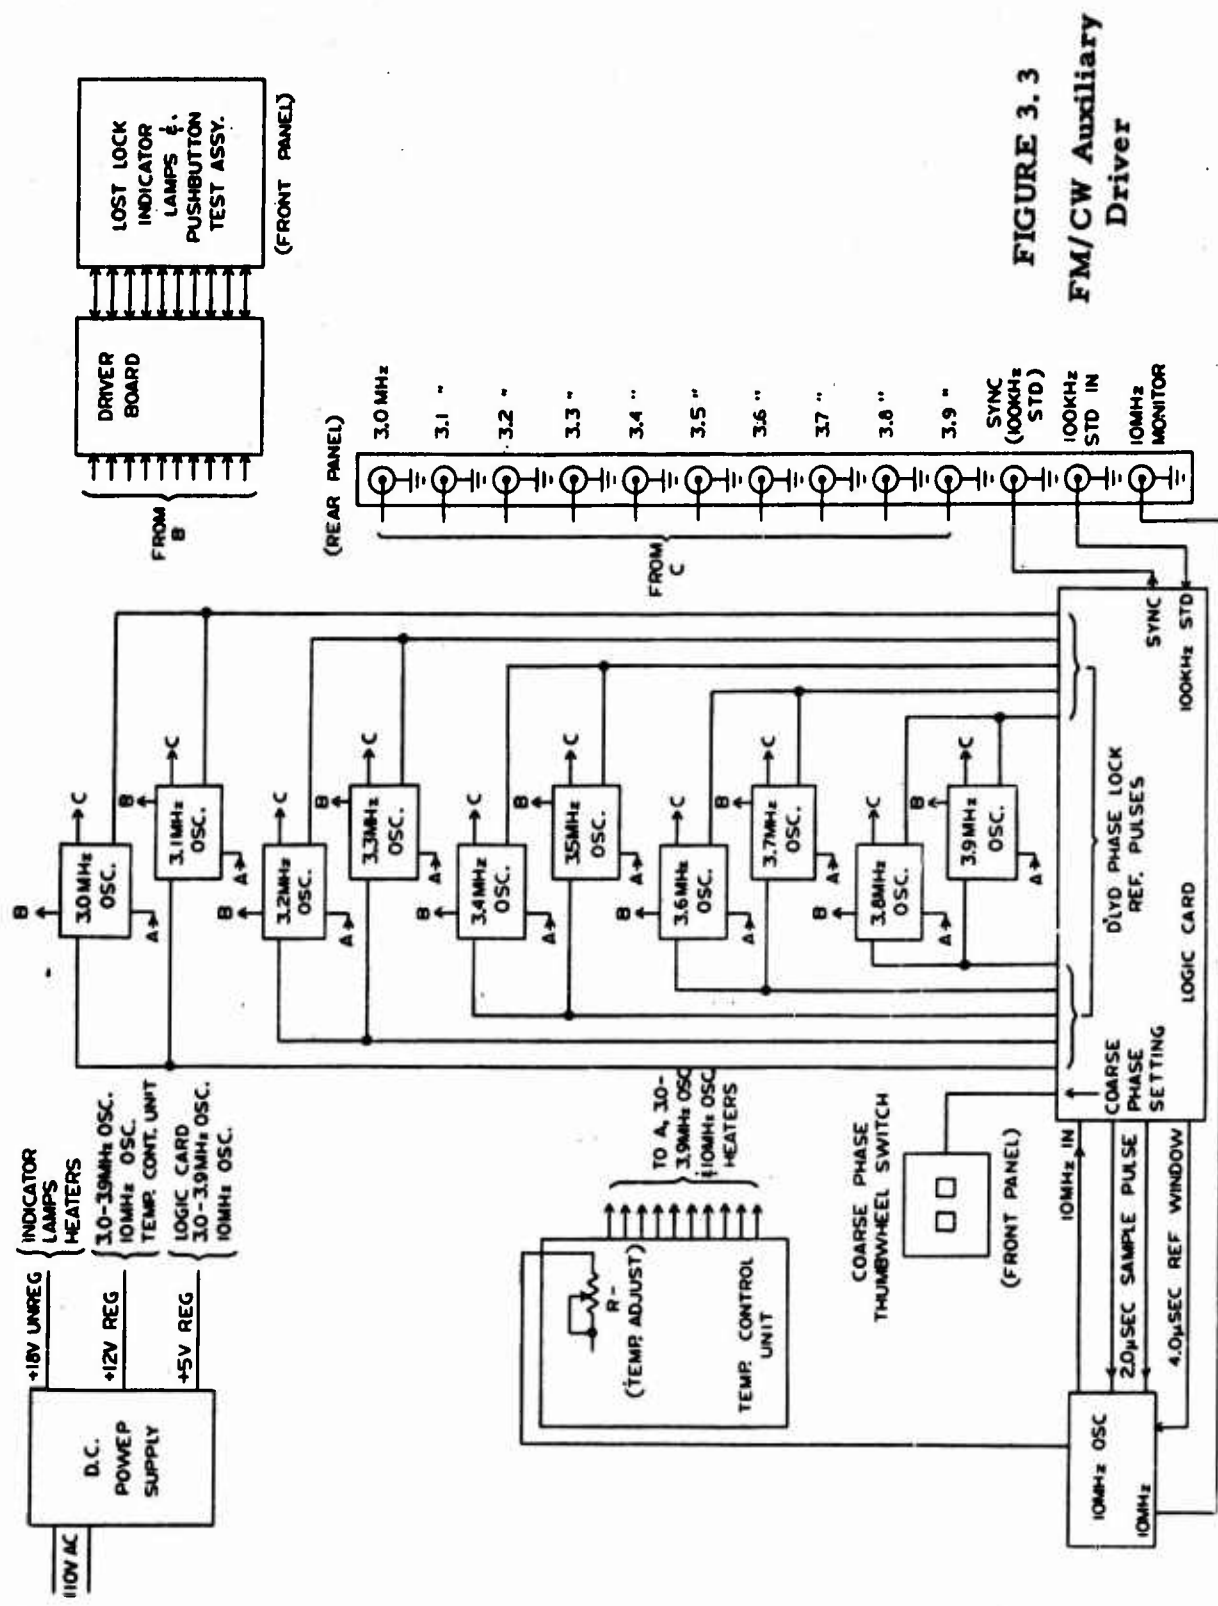 110V AC
D.C.
POWEP
SUPPLY
+18V UNREG
+12V REG
+5V REG
INDICATOR
LAMPS
HEATERS
3.0-3.9MHz OSC.
10MHz OSC.
TEMP. CONT. UNIT
LOGIC CARD
3.0-3.9MHz OSC.
10MHz OSC.
3.0MHz
OSC.
A
B
C
3.1MHz
OSC.
A
B
C
3.2MHz
OSC.
A
B
C
3.3MHz
OSC.
A
B
C
3.4MHz
OSC.
A
B
C
3.5MHz
OSC.
A
B
C
3.6MHz
OSC.
A
B
C
3.7MHz
OSC.
A
B
C
3.8MHz
OSC.
A
B
C
3.9MHz
OSC.
A
B
C
FROM
B
DRIVER
BOARD
LOST LOCK
INDICATOR
LAMPS &
PUSHBUTTON
TEST ASSY.
(FRONT PANEL)
(REAR PANEL)
3.0 MHz
3.1 "
3.2 "
3.3 "
3.4 "
3.5 "
3.6 "
3.7 "
3.8 "
3.9 "
SYNC
(100KHz
STD)
100KHz
STD IN
10MHz
MONITOR
FROM
C
R-
(TEMP. ADJUST)
TEMP. CONTROL
UNIT
TO A, 3.0-
3.9MHz OSC
&10MHz OSC
HEATERS
COARSE PHASE
THUMBWHEEL SWITCH
(FRONT PANEL)
10MHz OSC
10MHz
10MHz IN
2.0µSEC SAMPLE PULSE
4.0µSEC REF WINDOW
COARSE
PHASE
SETTING
D'LYD PHASE LOCK
REF. PULSES
LOGIC CARD
SYNC
100KHz STD
FIGURE 3.3
FM/CW Auxiliary
Driver